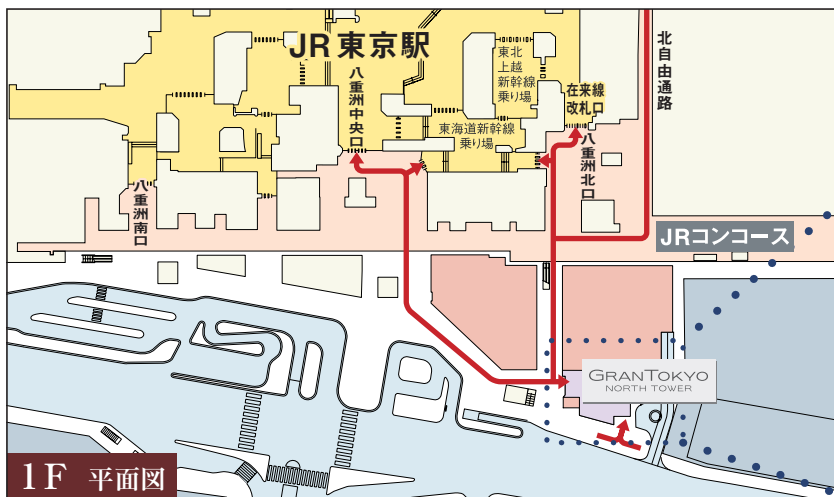 JR 東京駅
八重洲中央口
東北
上越
新幹線
乗り場
在来線
改札口
北自由通路
東海道新幹線
乗り場
八重洲北口
八重洲南口
JRコンコース
GRANTOKYO
NORTH TOWER
1F 平面図